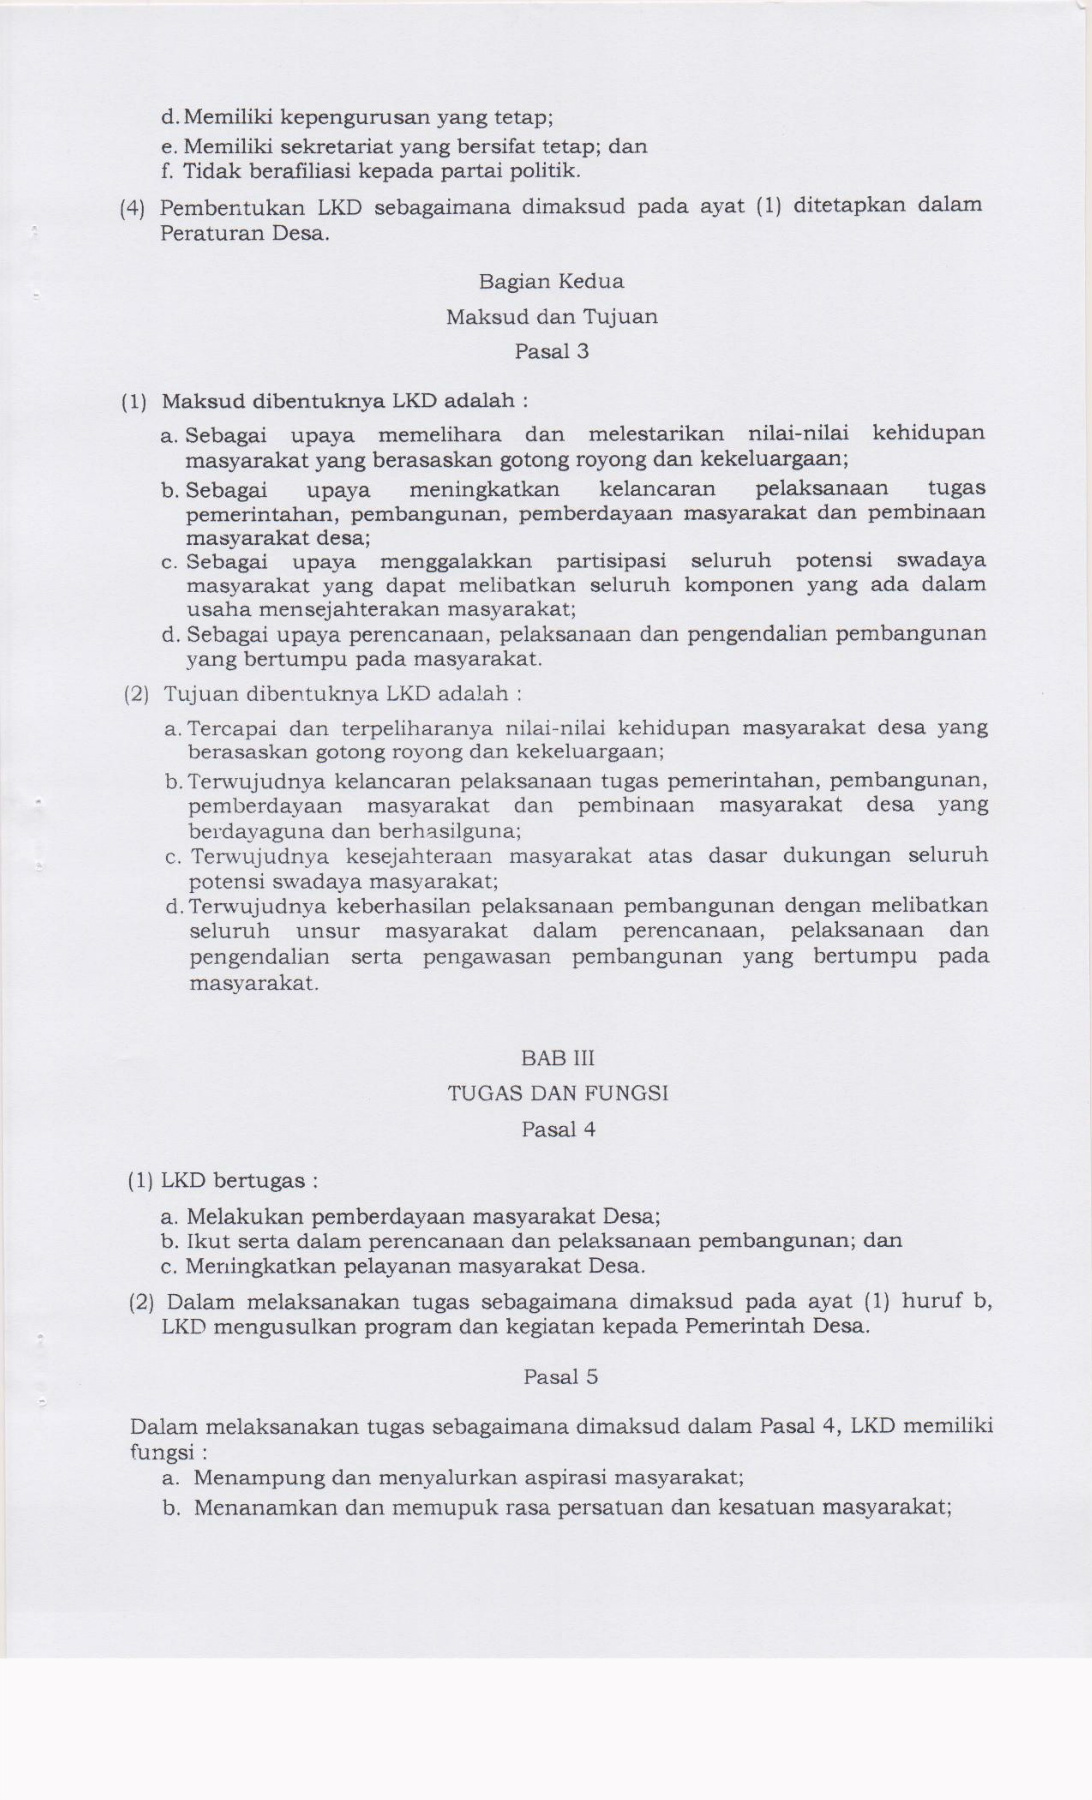 d. Memiliki kepengurusan yang tetap;
e. Memiliki sekretariat yang bersifat tetap; dan
f. Tidak berafiliasi kepada partai politik.
(4) Pembentukan LKD sebagaimana dimaksud pada ayat (1) ditetapkan dalam
Peraturan Desa.
Bagian Kedua
Maksud dan Tujuan
Pasal 3
(1) Maksud dibentuknya LKD adalah :
a. Sebagai upaya memelihara dan melestarikan nilai-nilai kehidupan
masyarakat yang berasaskan gotong royong dan kekeluargaan;
b. Sebagai upaya meningkatkan kelancaran pelaksanaan tugas
pemerintahan, pembangunan, pemberdayaan masyarakat dan pembinaan
masyarakat desa;
c. Sebagai upaya menggalakkan partisipasi seluruh potensi swadaya
masyarakat yang dapat melibatkan seluruh komponen yang ada dalam
usaha mensejahterakan masyarakat;
d. Sebagai upaya perencanaan, pelaksanaan dan pengendalian pembangunan
yang bertumpu pada masyarakat.
(2) Tujuan dibentuknya LKD adalah :
a. Tercapai dan terpeliharanya nilai-nilai kehidupan masyarakat desa yang
berasaskan gotong royong dan kekeluargaan;
b. Terwujudnya kelancaran pelaksanaan tugas pemerintahan, pembangunan,
pemberdayaan masyarakat dan pembinaan masyarakat desa yang
berdayaguna dan berhasilguna;
c. Terwujudnya kesejahteraan masyarakat atas dasar dukungan seluruh
potensi swadaya masyarakat;
d. Terwujudnya keberhasilan pelaksanaan pembangunan dengan melibatkan
seluruh unsur masyarakat dalam perencanaan, pelaksanaan dan
pengendalian serta pengawasan pembangunan yang bertumpu pada
masyarakat.
BAB III
TUGAS DAN FUNGSI
Pasal 4
(1) LKD bertugas :
a. Melakukan pemberdayaan masyarakat Desa;
b. Ikut serta dalam perencanaan dan pelaksanaan pembangunan; dan
c. Meningkatkan pelayanan masyarakat Desa.
(2) Dalam melaksanakan tugas sebagaimana dimaksud pada ayat (1) huruf b,
LKD mengusulkan program dan kegiatan kepada Pemerintah Desa.
Pasal 5
Dalam melaksanakan tugas sebagaimana dimaksud dalam Pasal 4, LKD memiliki
fungsi :
a. Menampung dan menyalurkan aspirasi masyarakat;
b. Menanamkan dan memupuk rasa persatuan dan kesatuan masyarakat;